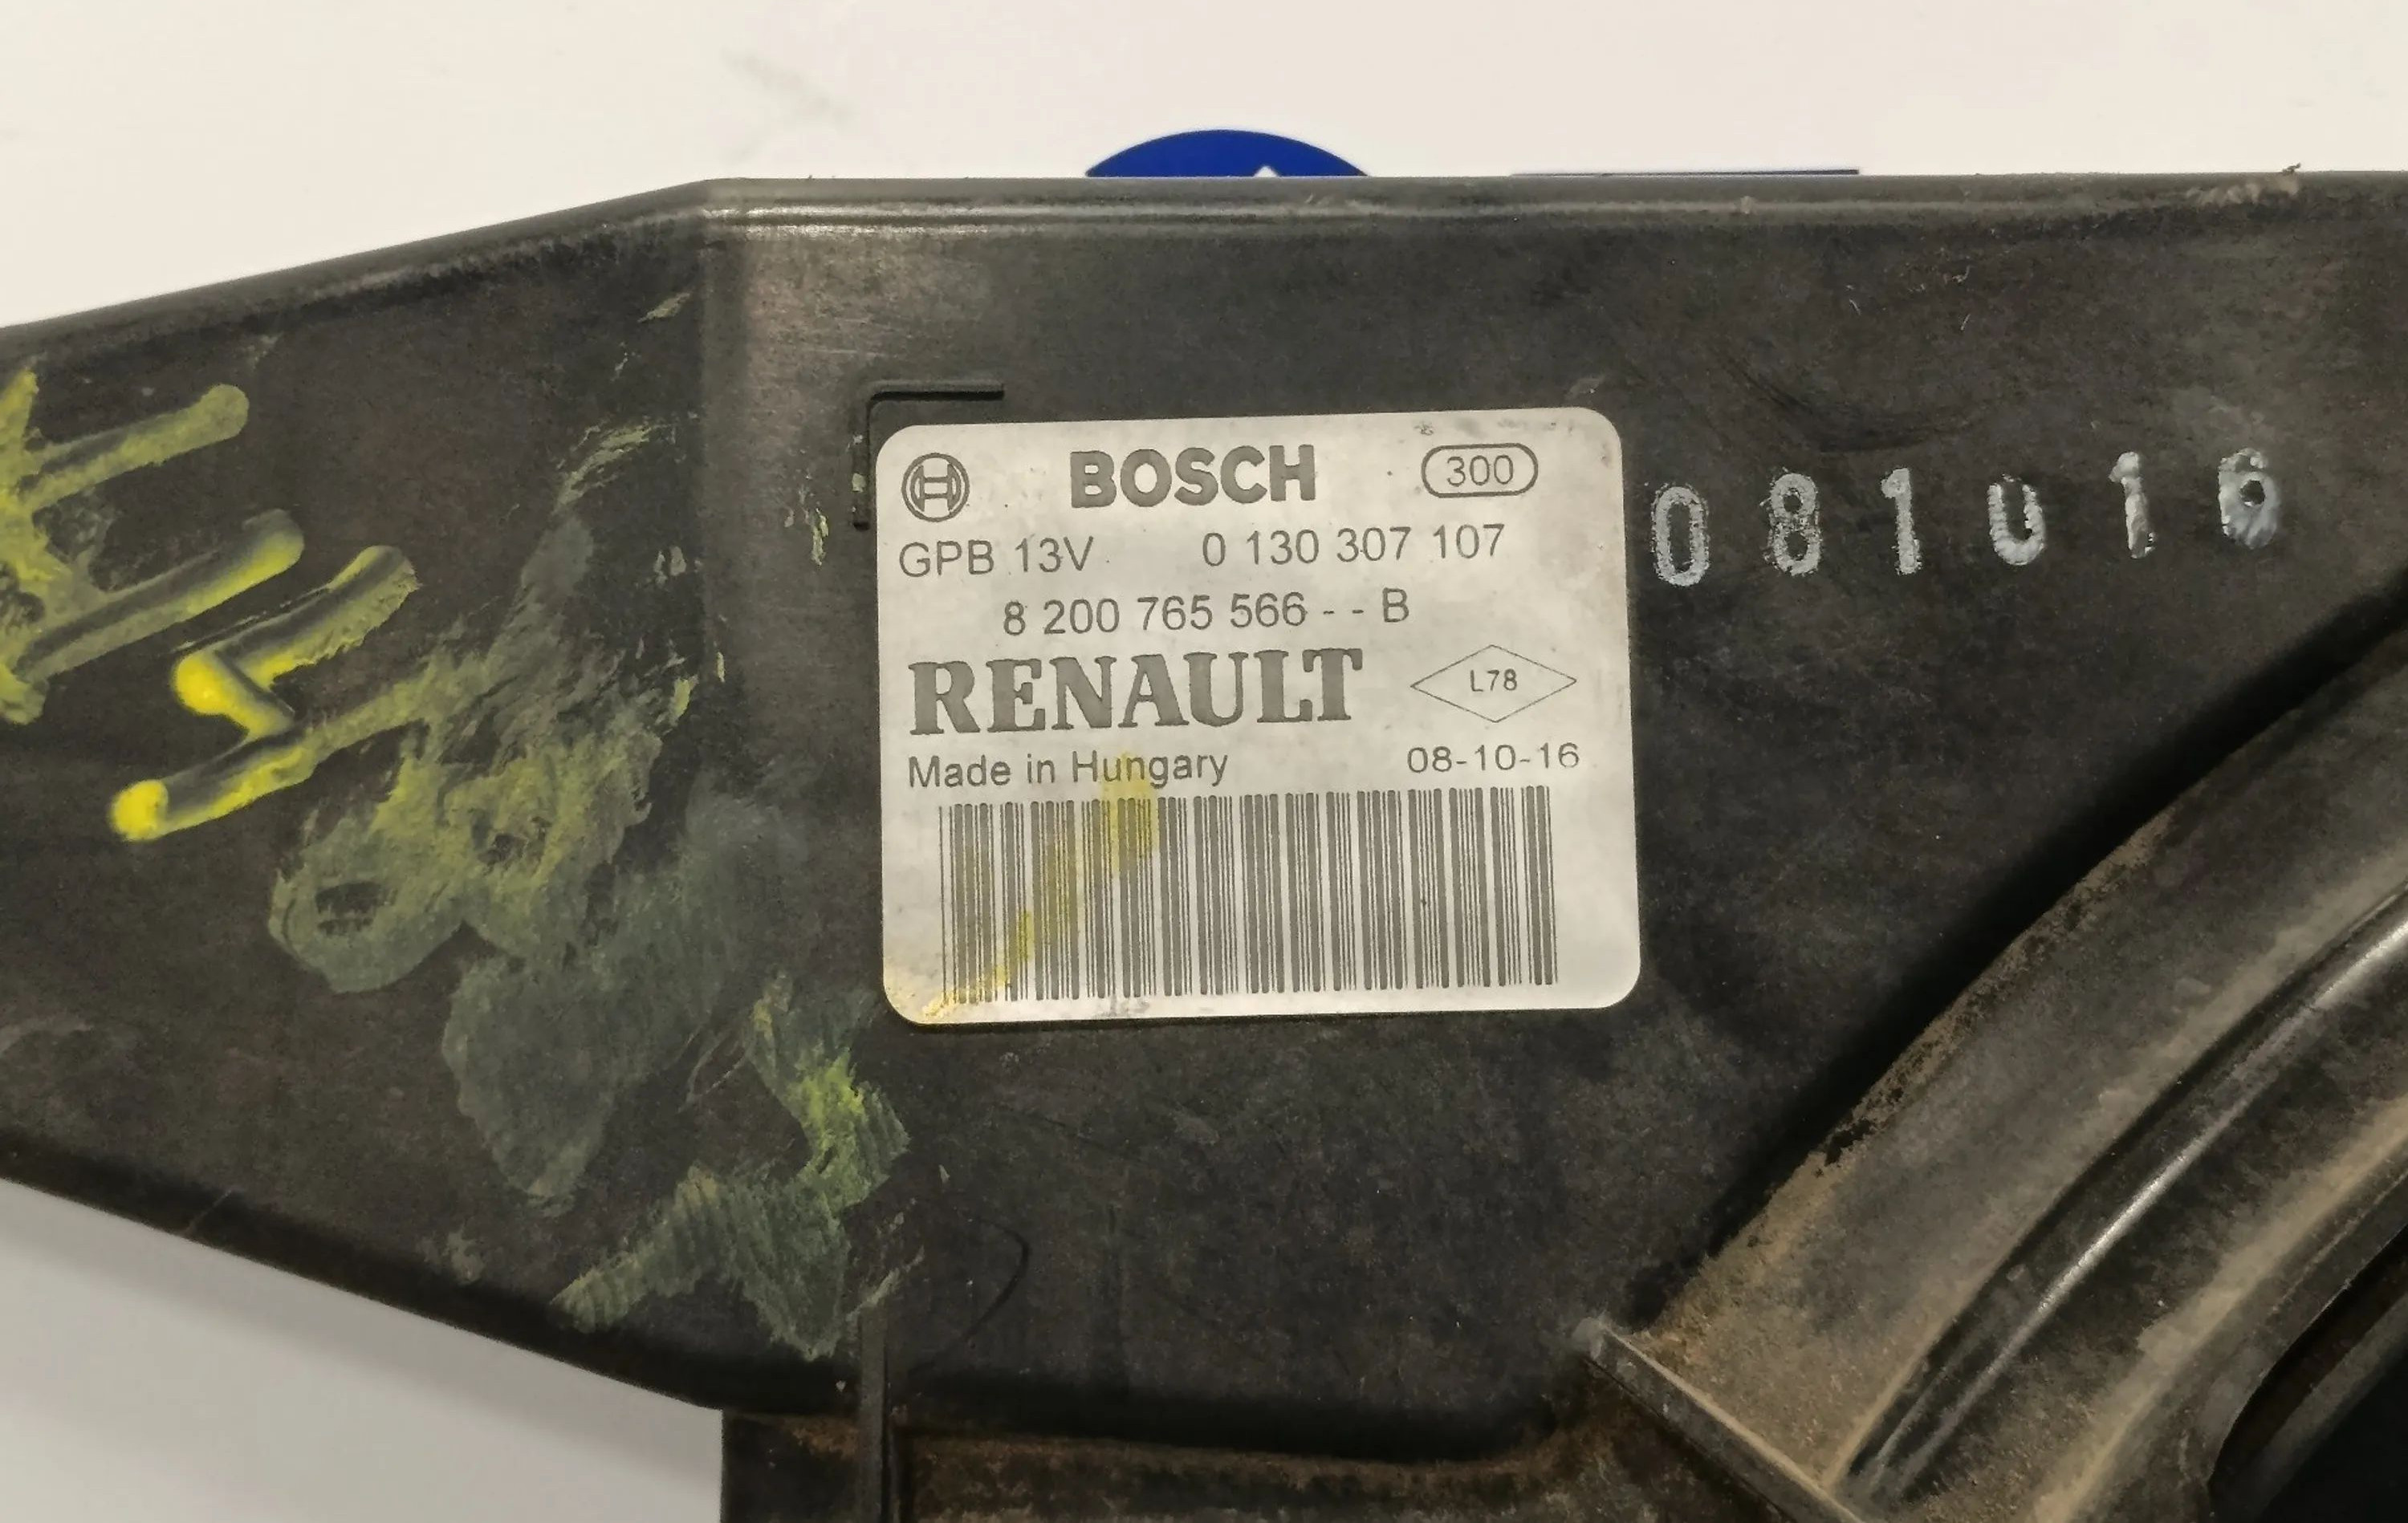 BOSCH 300
GPB 13V 0 130 307 107
8 200 765 566 - - B
RENAULT L78
Made in Hungary 08-10-16
081016